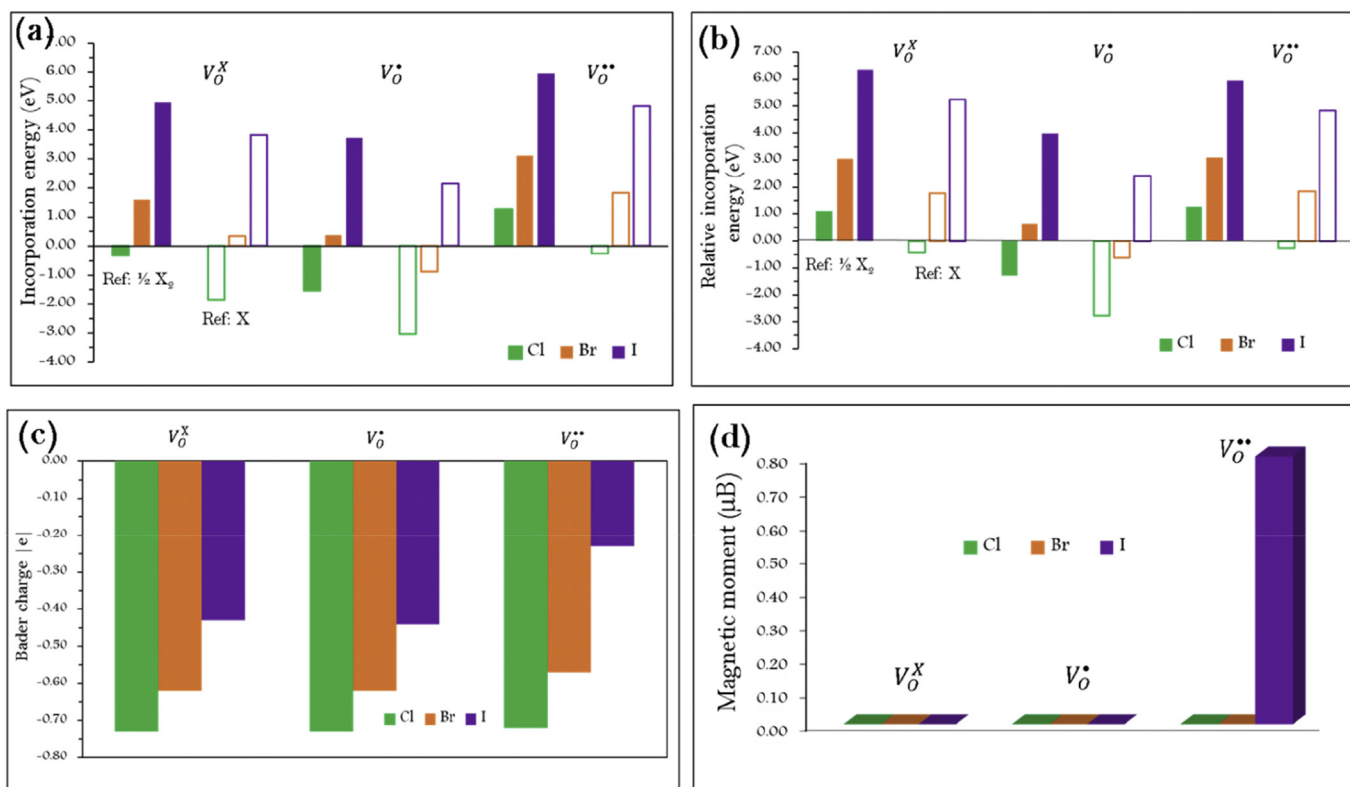 (a)
Incorporation energy (eV)
7.00
6.00
5.00
4.00
3.00
2.00
1.00
0.00
-1.00
-2.00
-3.00
-4.00
V_O^X
V_O^•
V_O^••
Ref: ½ X₂
Ref: X
Cl Br I
(b)
Relative incorporation
energy (eV)
7.00
6.00
5.00
4.00
3.00
2.00
1.00
0.00
-1.00
-2.00
-3.00
-4.00
V_O^X
V_O^•
V_O^••
Ref: ½ X₂
Ref: X
Cl Br I
(c)
Bader charge |e|
V_O^X
V_O^•
V_O^••
0.00
-0.10
-0.20
-0.30
-0.40
-0.50
-0.60
-0.70
-0.80
Cl Br I
(d)
Magnetic moment (μB)
0.80
0.70
0.60
0.50
0.40
0.30
0.20
0.10
0.00
V_O^••
Cl Br I
V_O^X
V_O^•